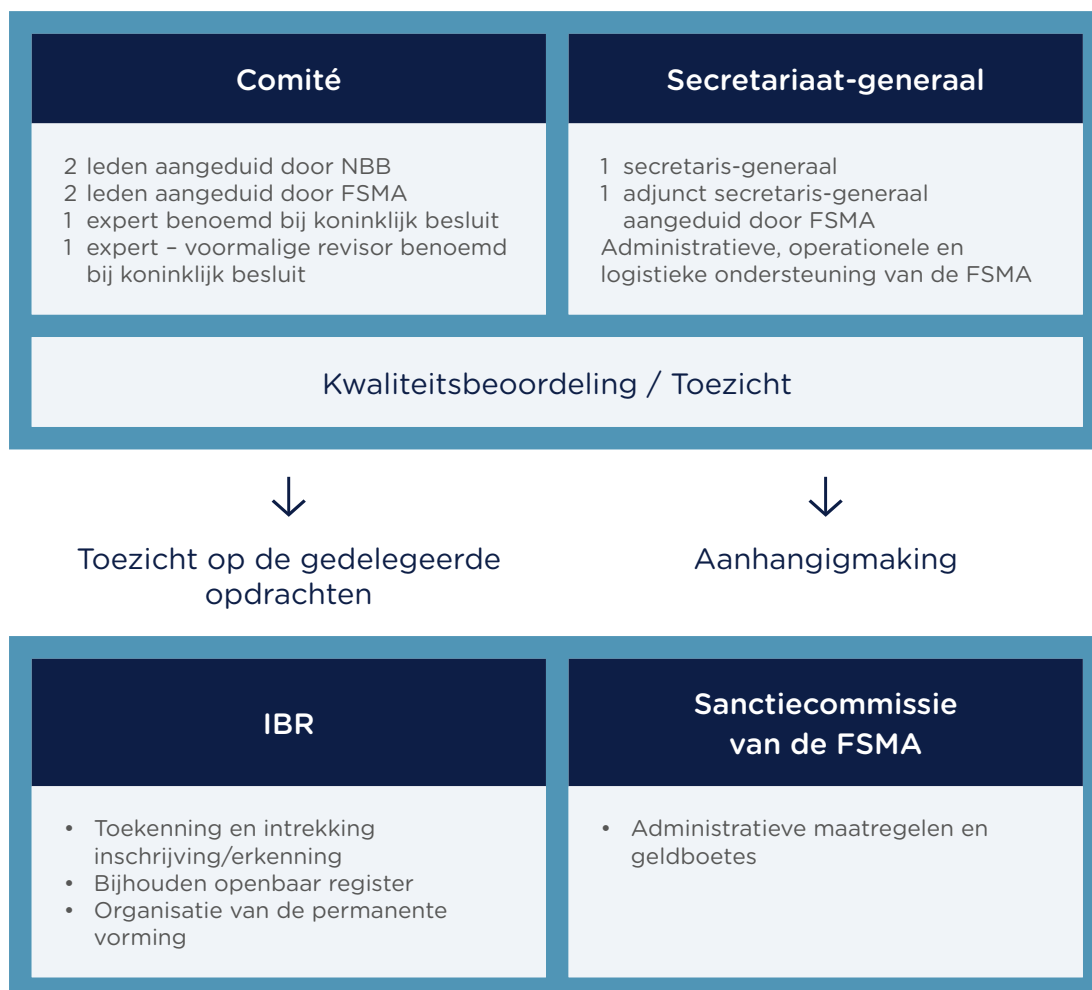 Comité
2 leden aangeduid door NBB
2 leden aangeduid door FSMA
1 expert benoemd bij koninklijk besluit
1 expert – voormalige revisor benoemd
bij koninklijk besluit
Secretariaat-generaal
1 secretaris-generaal
1 adjunct secretaris-generaal
aangeduid door FSMA
Administratieve, operationele en
logistieke ondersteuning van de FSMA
Kwaliteitsbeoordeling / Toezicht
↓
Toezicht op de gedelegeerde
opdrachten
↓
Aanhangigmaking
IBR
• Toekenning en intrekking
inschrijving/erkenning
• Bijhouden openbaar register
• Organisatie van de permanente
vorming
Sanctiecommissie
van de FSMA
• Administratieve maatregelen en
geldboetes